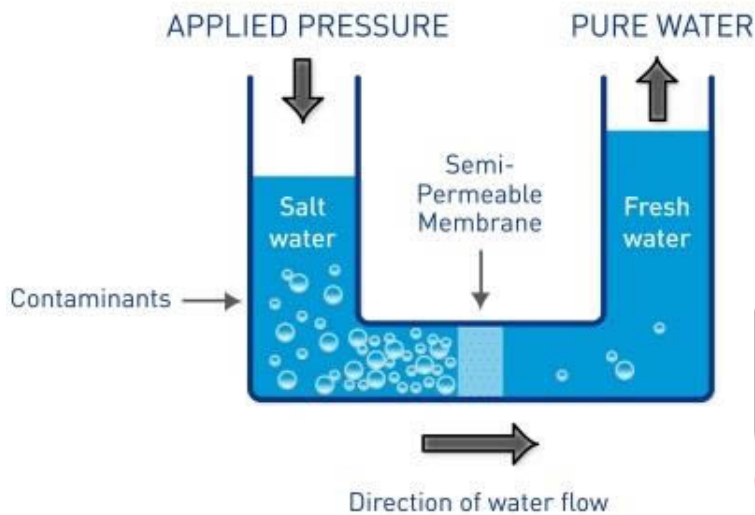 APPLIED PRESSURE
PURE WATER
Semi-
Permeable
Membrane
Salt
water
Fresh
water
Contaminants
Direction of water flow